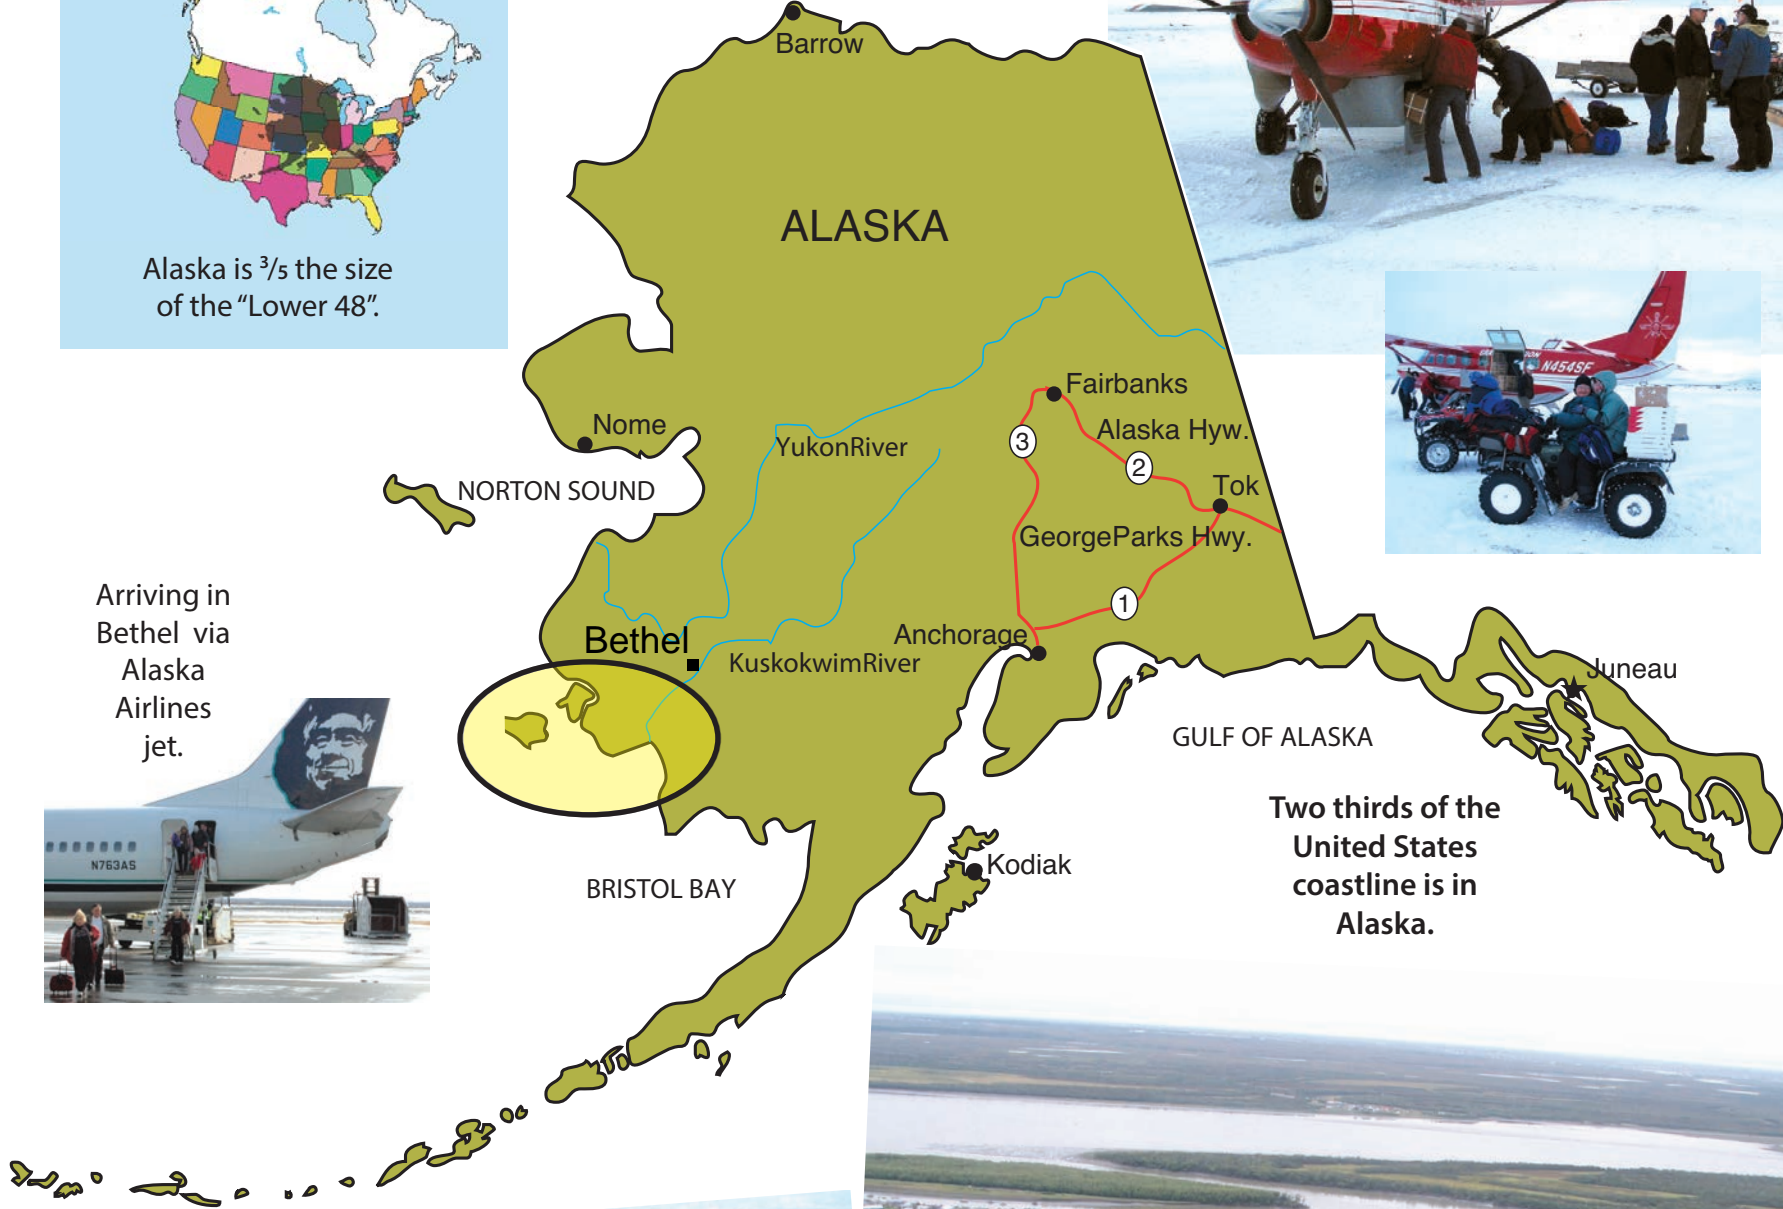 Barrow
ALASKA
Alaska is ³/₅ the size
of the “Lower 48”.
N454SF
Fairbanks
Nome
Alaska Hyw.
3
YukonRiver
2
NORTON SOUND
Tok
GeorgeParks Hwy.
Arriving in
Bethel via
Alaska
Airlines
jet.
1
Bethel
Anchorage
KuskokwimRiver
Juneau
GULF OF ALASKA
Two thirds of the
United States
coastline is in
Alaska.
N763AS
Kodiak
BRISTOL BAY